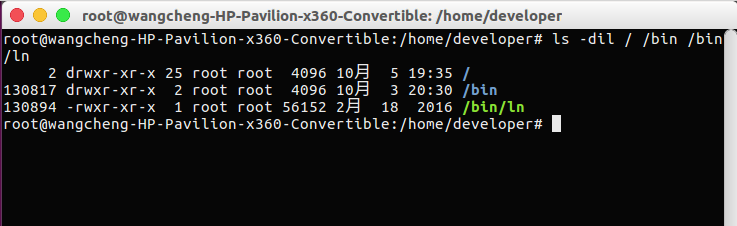 root@wangcheng-HP-Pavilion-x360-Convertible: /home/developer
root@wangcheng-HP-Pavilion-x360-Convertible:/home/developer# ls -dil / /bin /bin
/ln
     2 drwxr-xr-x 25 root root  4096 10月  5 19:35 /
130817 drwxr-xr-x  2 root root  4096 10月  3 20:30 /bin
130894 -rwxr-xr-x  1 root root 56152 2月  18  2016 /bin/ln
root@wangcheng-HP-Pavilion-x360-Convertible:/home/developer#